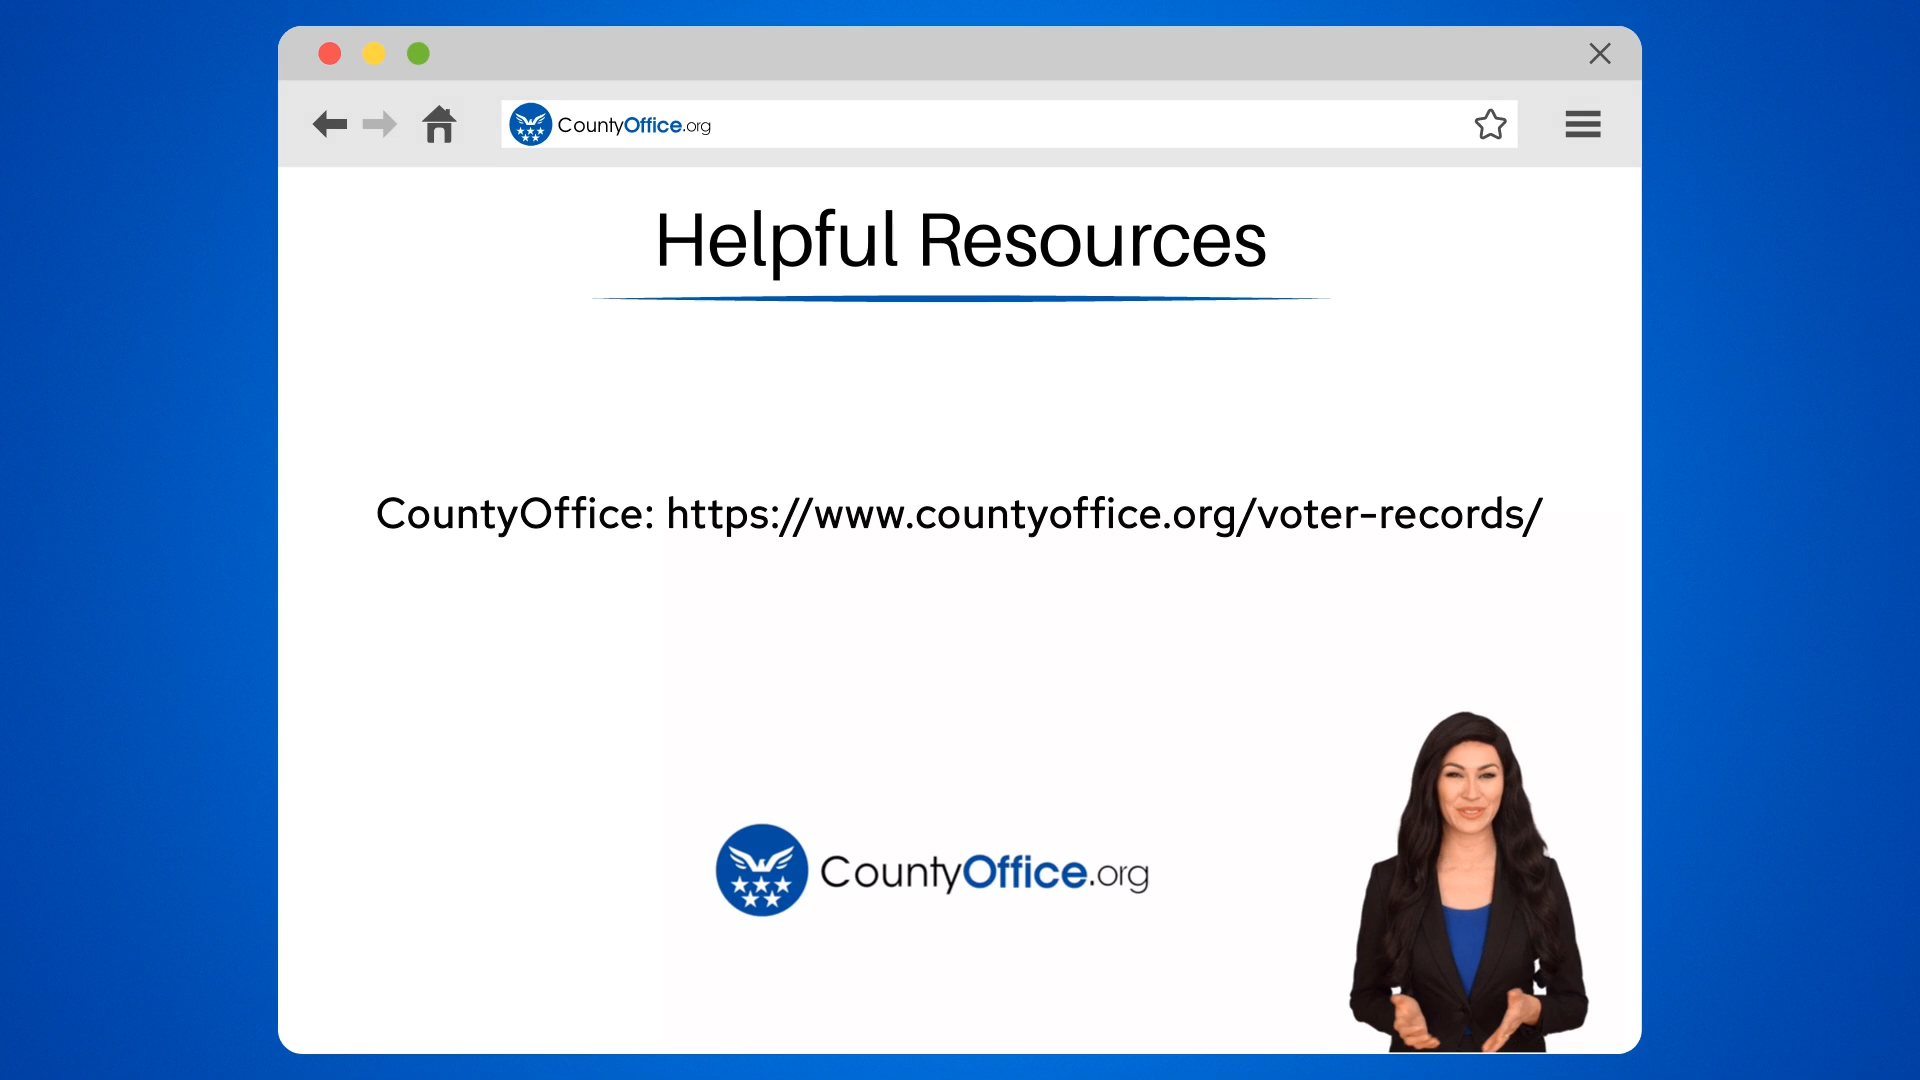 CountyOffice.org
Helpful Resources
CountyOffice: https://www.countyoffice.org/voter-records/
CountyOffice.org